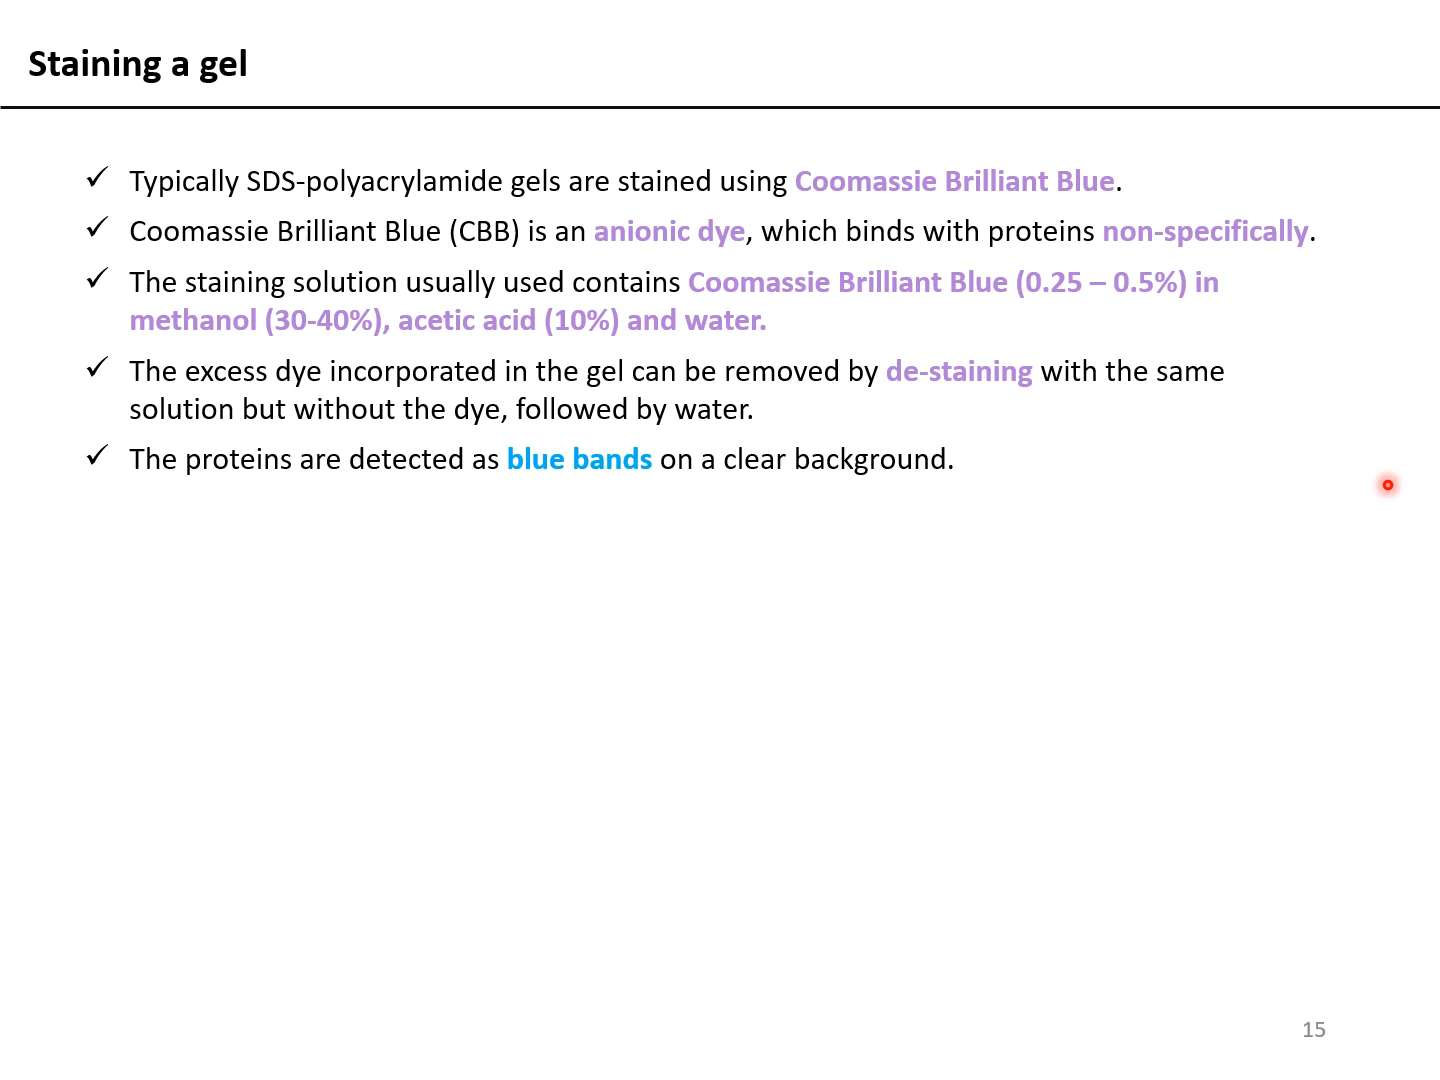 Staining a gel
✓ Typically SDS-polyacrylamide gels are stained using Coomassie Brilliant Blue.
✓ Coomassie Brilliant Blue (CBB) is an anionic dye, which binds with proteins non-specifically.
✓ The staining solution usually used contains Coomassie Brilliant Blue (0.25 – 0.5%) in
methanol (30-40%), acetic acid (10%) and water.
✓ The excess dye incorporated in the gel can be removed by de-staining with the same
solution but without the dye, followed by water.
✓ The proteins are detected as blue bands on a clear background.
15